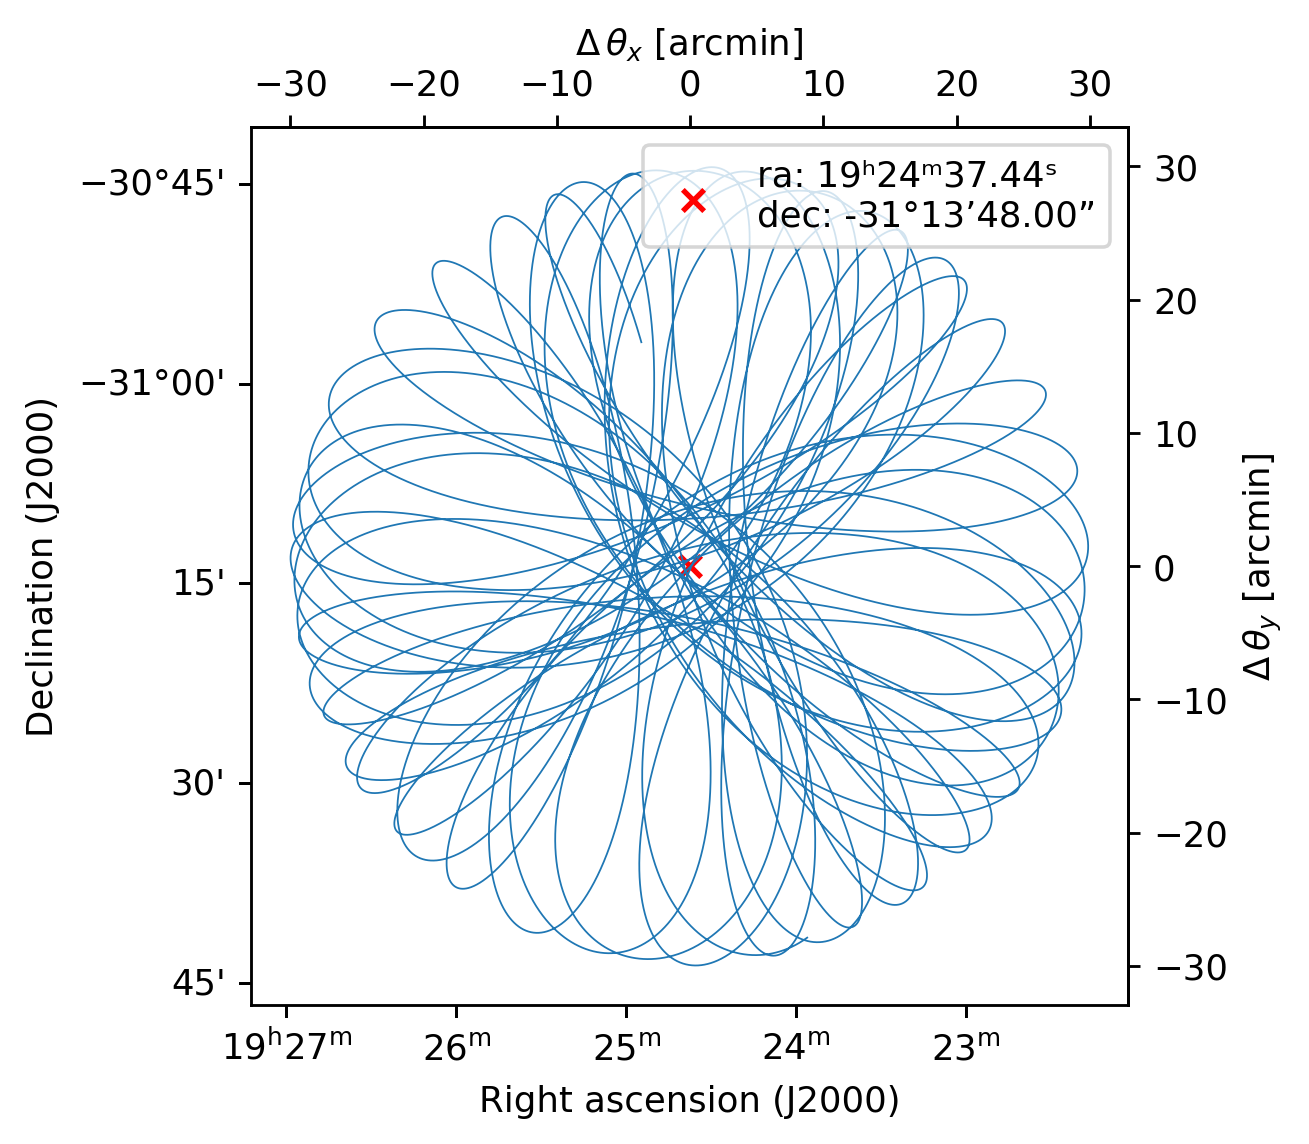 Δ θx [arcmin]
−30 −20 −10 0 10 20 30
ra: 19ʰ24ᵐ37.44ˢ
dec: -31°13’48.00”
−30°45'
−31°00'
15'
30'
45'
Declination (J2000)
30
20
10
0
−10
−20
−30
Δ θy [arcmin]
19ʰ27ᵐ 26ᵐ 25ᵐ 24ᵐ 23ᵐ
Right ascension (J2000)